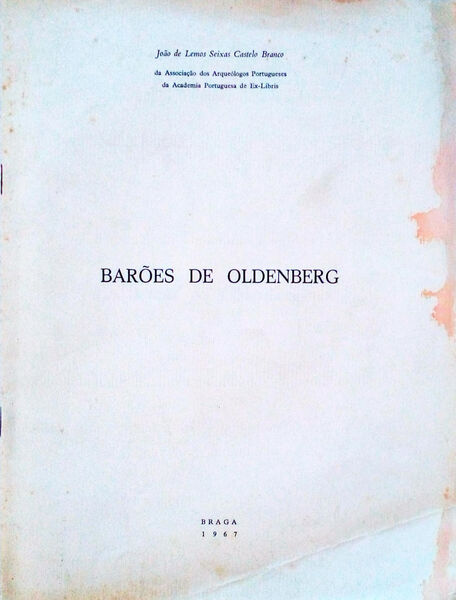 João de Lemos Seixas Castelo Branco
da Associação dos Arqueólogos Portugueses
da Academia Portuguesa de Ex-Libris
BARÕES DE OLDENBERG
BRAGA
1967